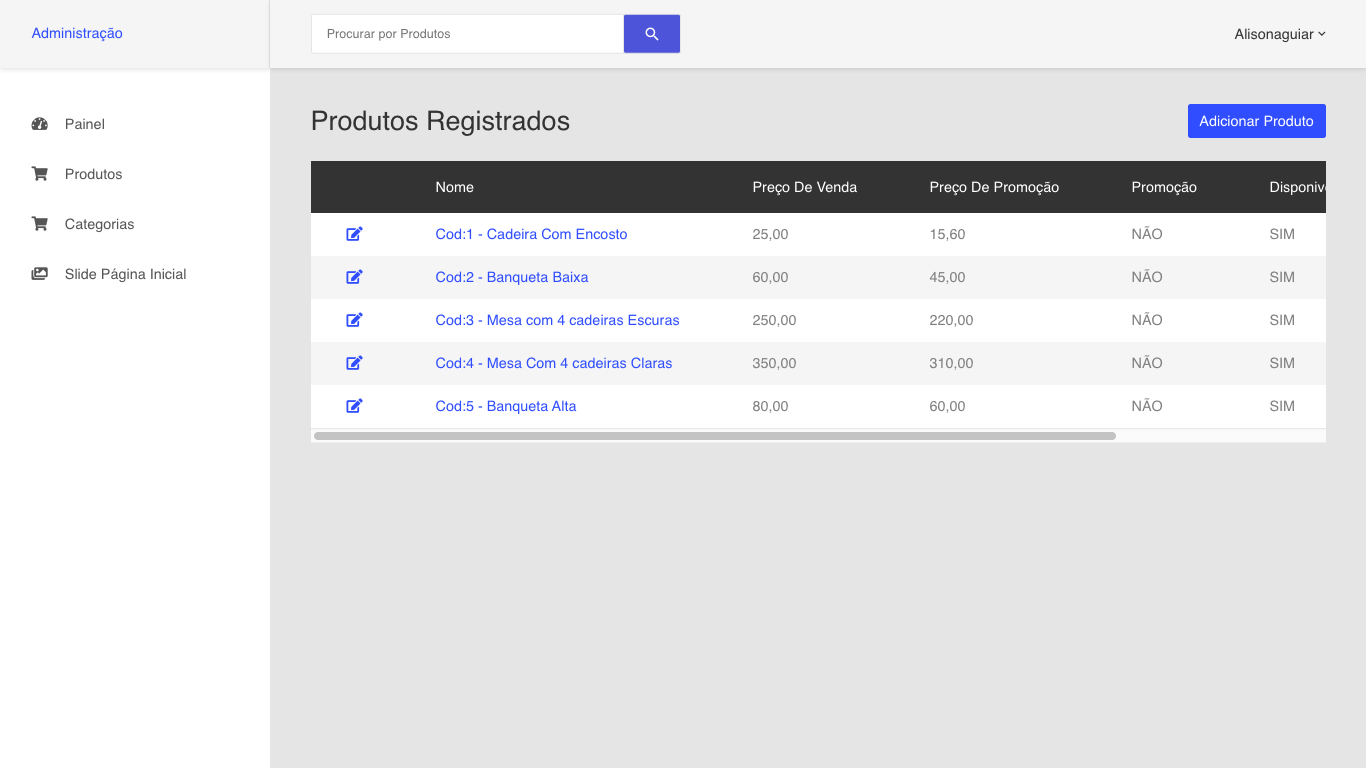 Administração
Procurar por Produtos
Alisonaguiar
Painel
Produtos
Categorias
Slide Página Inicial
Produtos Registrados
Adicionar Produto
Nome Preço De Venda Preço De Promoção Promoção Disponiv
Cod:1 - Cadeira Com Encosto 25,00 15,60 NÃO SIM
Cod:2 - Banqueta Baixa 60,00 45,00 NÃO SIM
Cod:3 - Mesa com 4 cadeiras Escuras 250,00 220,00 NÃO SIM
Cod:4 - Mesa Com 4 cadeiras Claras 350,00 310,00 NÃO SIM
Cod:5 - Banqueta Alta 80,00 60,00 NÃO SIM